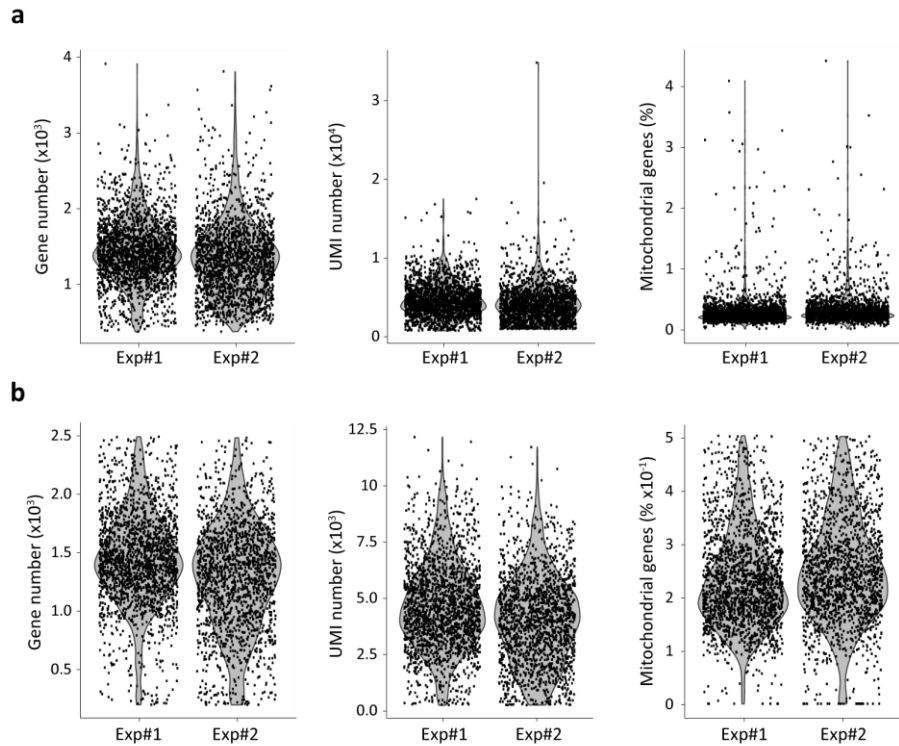 a
Gene number (x10³)
4
3
2
1
Exp#1 Exp#2
UMI number (x10⁴)
3
2
1
0
Exp#1 Exp#2
Mitochondrial genes (%)
4
3
2
1
0
Exp#1 Exp#2
b
Gene number (x10³)
2.5
2.0
1.5
1.0
0.5
Exp#1 Exp#2
UMI number (x10³)
12.5
10
7.5
5.0
2.5
0.0
Exp#1 Exp#2
Mitochondrial genes (% x10⁻¹)
5
4
3
2
1
0
Exp#1 Exp#2